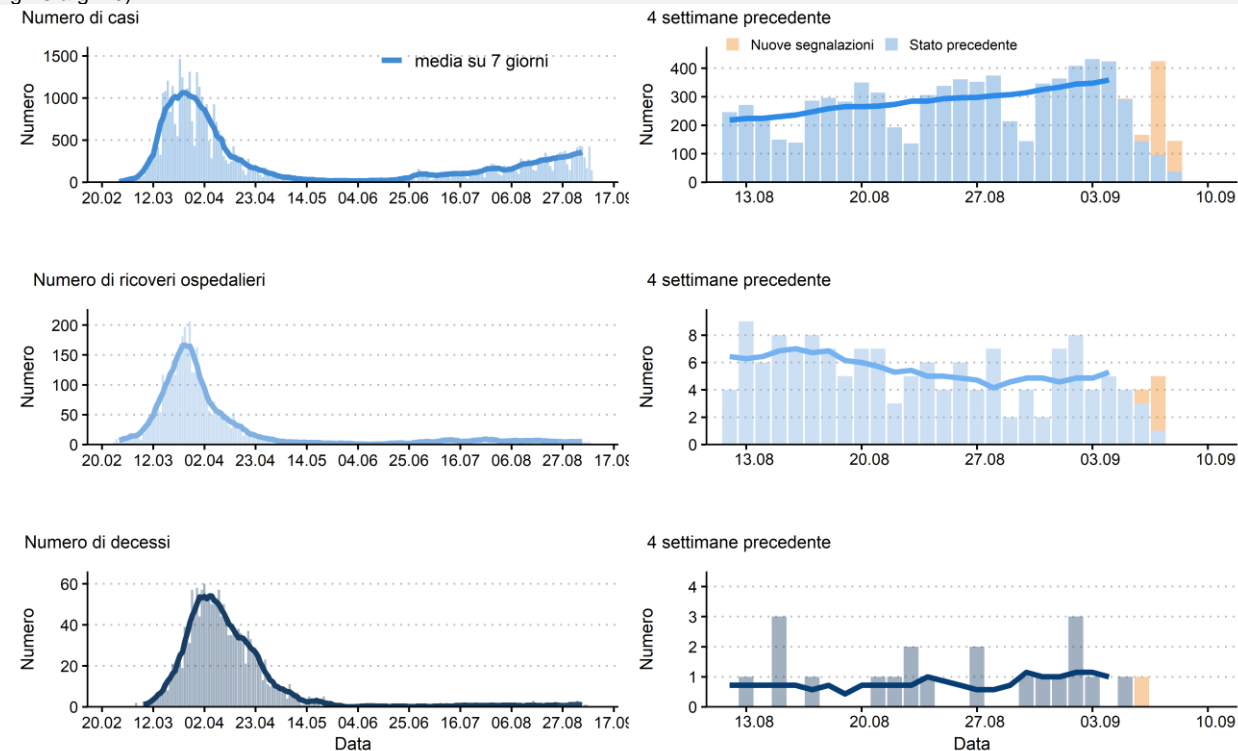 Numero di casi
4 settimane precedente
Nuove segnalazioni Stato precedente
media su 7 giorni
Numero
1500
1000
500
0
20.02 12.03 02.04 23.04 14.05 04.06 25.06 16.07 06.08 27.08 17.09
Numero
400
300
200
100
0
13.08 20.08 27.08 03.09 10.09
Numero di ricoveri ospedalieri
4 settimane precedente
Numero
200
150
100
50
0
20.02 12.03 02.04 23.04 14.05 04.06 25.06 16.07 06.08 27.08 17.09
Numero
8
6
4
2
0
13.08 20.08 27.08 03.09 10.09
Numero di decessi
4 settimane precedente
Numero
60
40
20
0
20.02 12.03 02.04 23.04 14.05 04.06 25.06 16.07 06.08 27.08 17.09
Data
Numero
4
3
2
1
0
13.08 20.08 27.08 03.09 10.09
Data